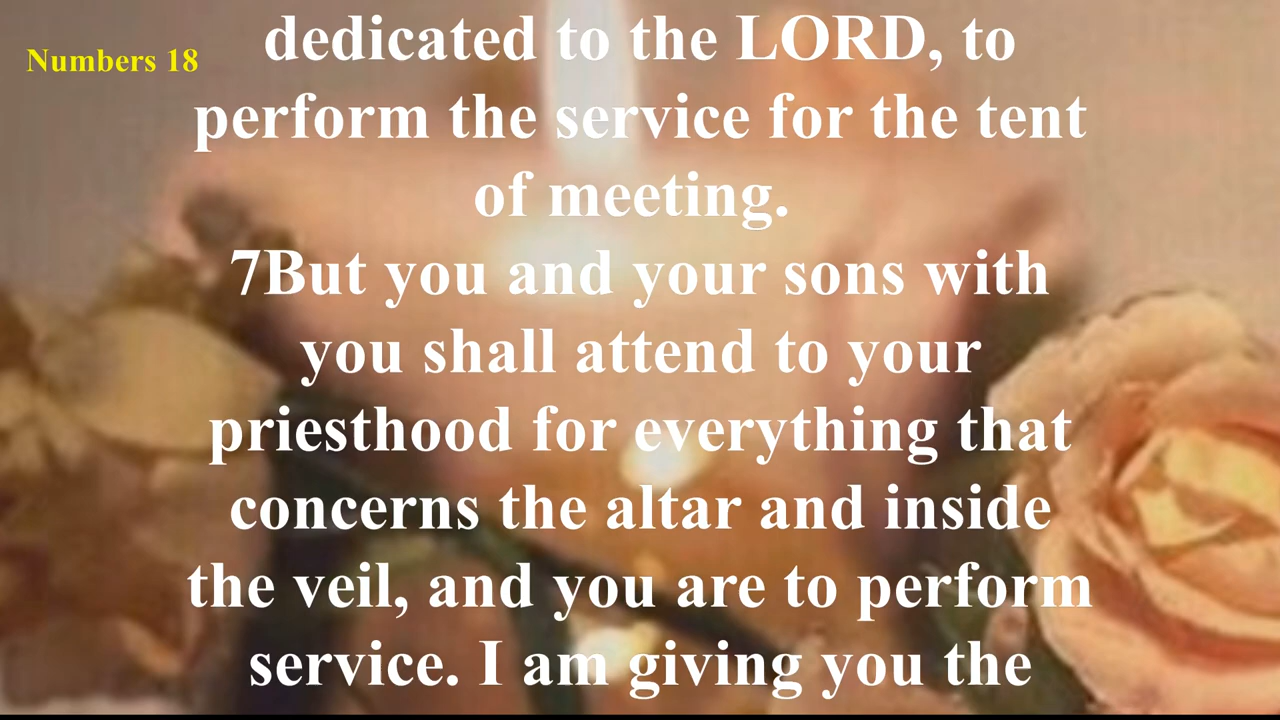 Numbers 18
dedicated to the LORD, to
perform the service for the tent
of meeting.
7But you and your sons with
you shall attend to your
priesthood for everything that
concerns the altar and inside
the veil, and you are to perform
service. I am giving you the